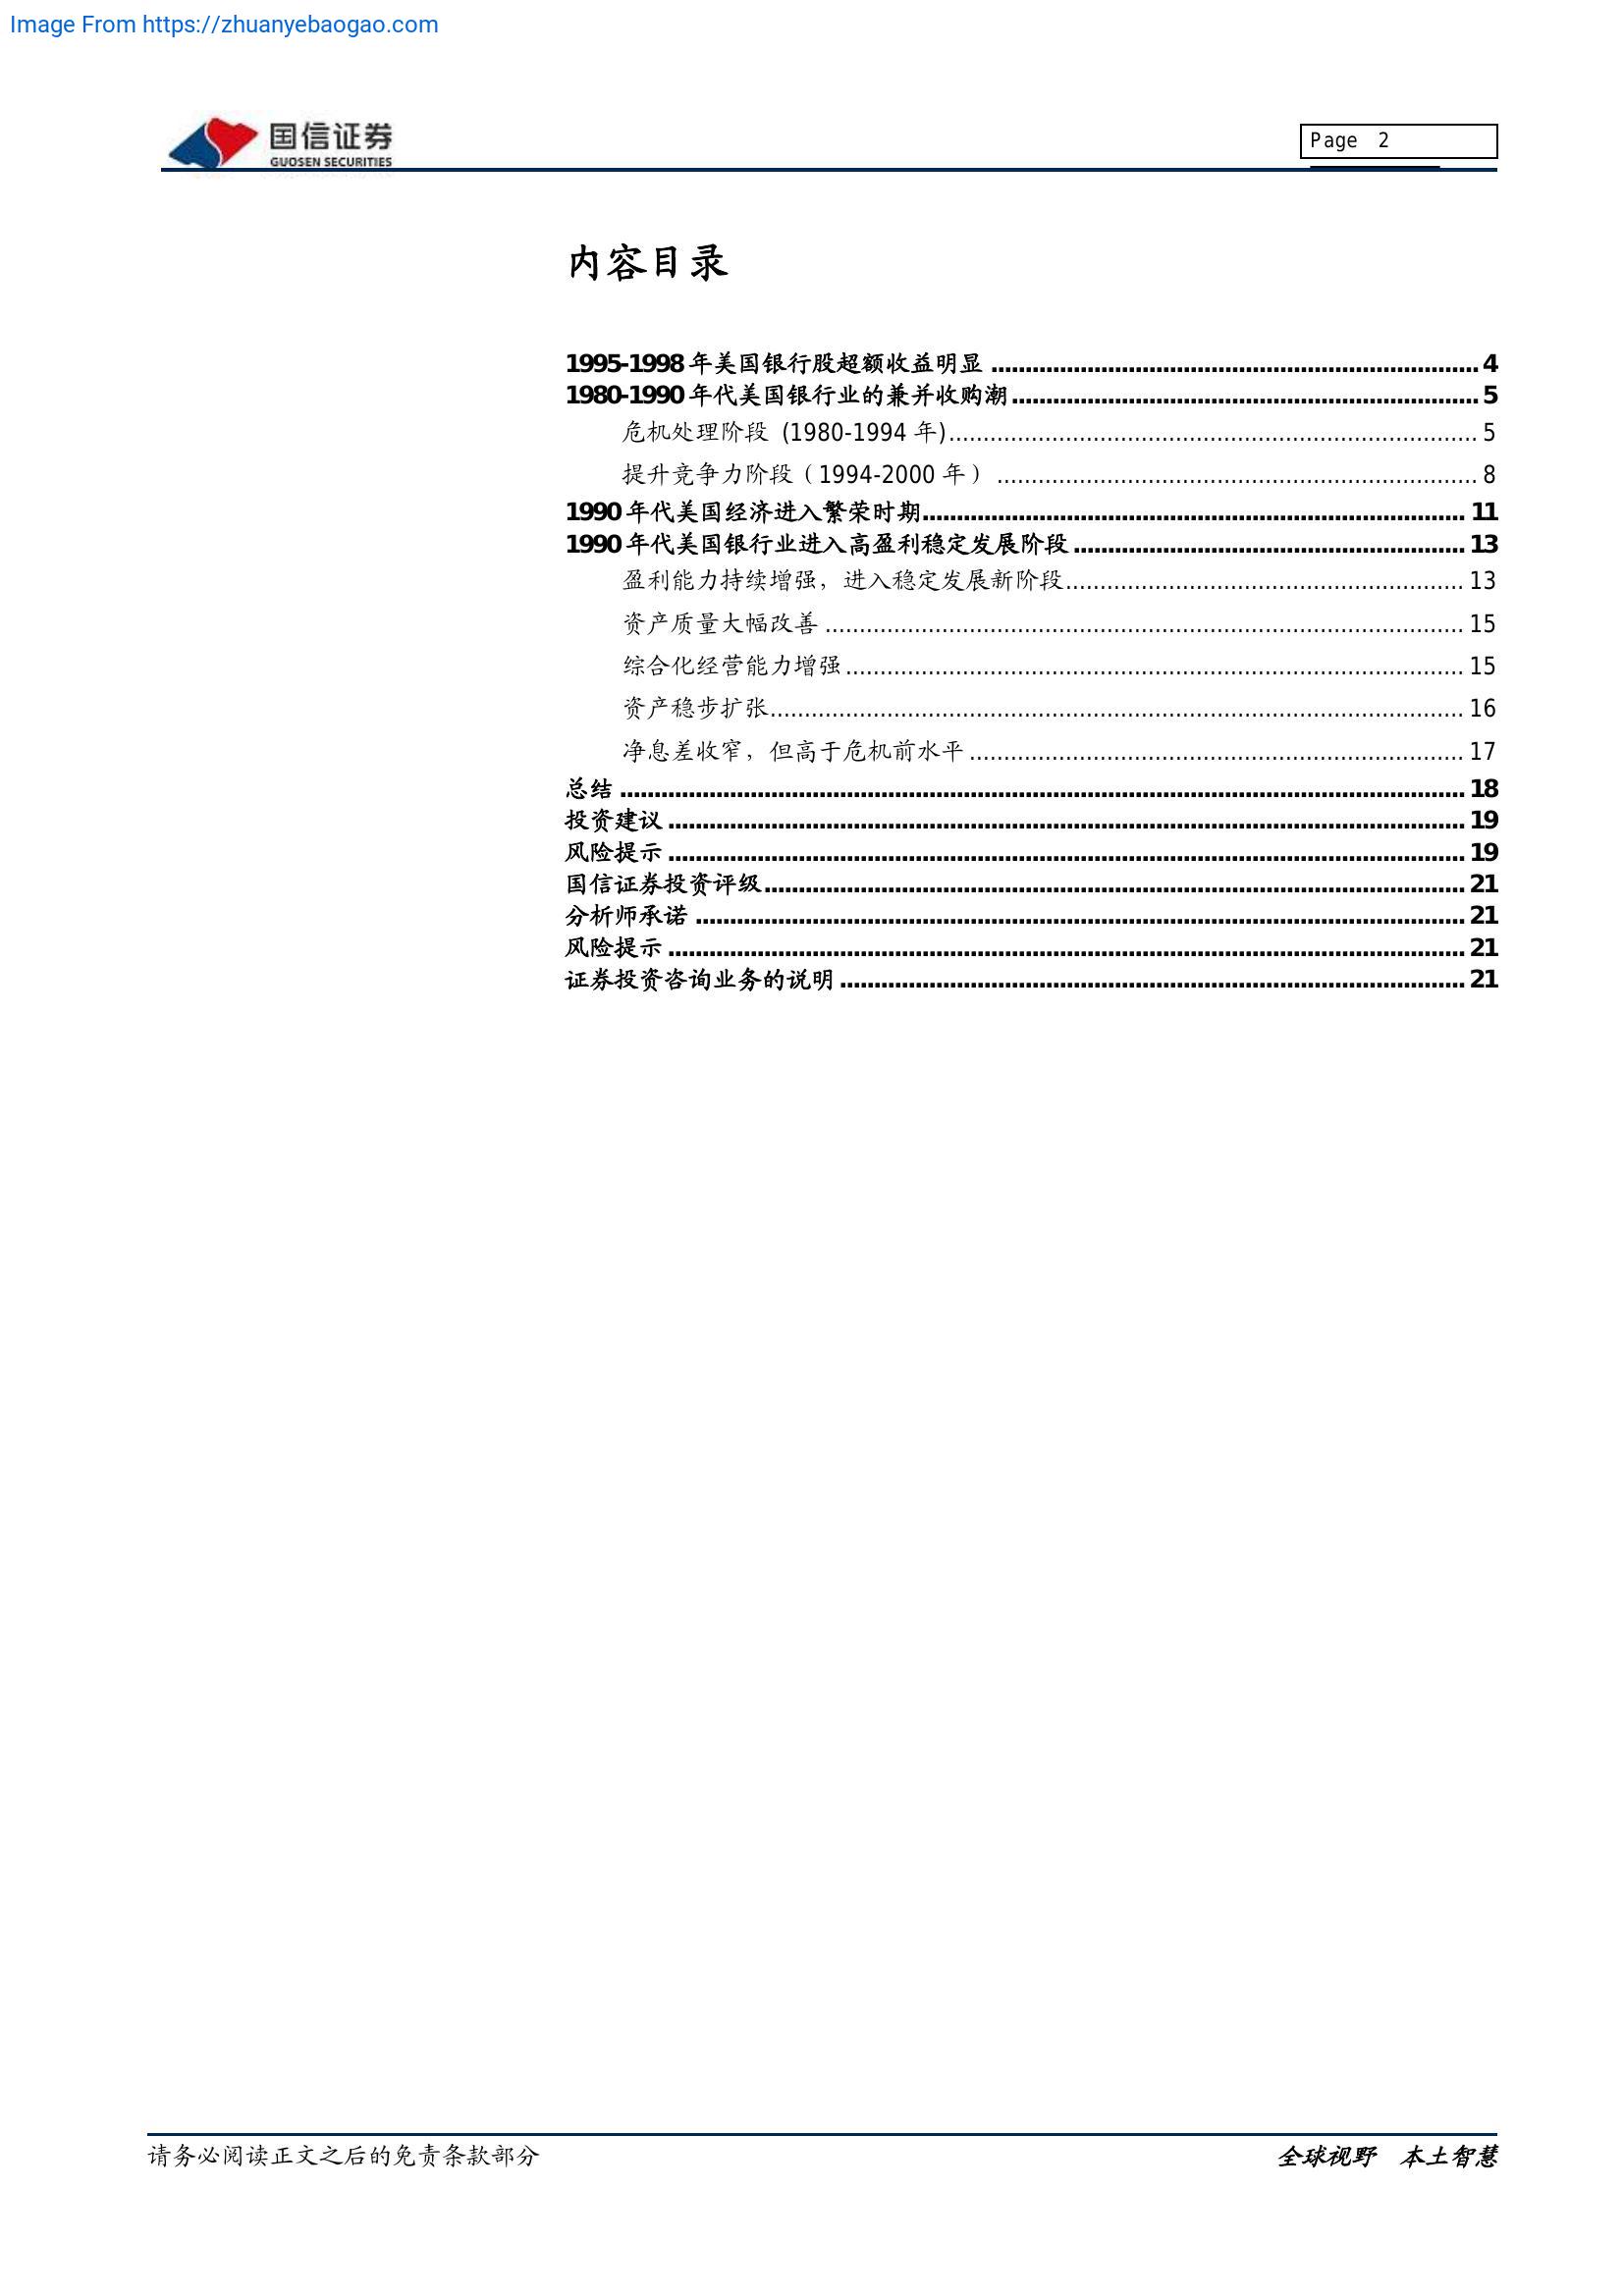 Image From https://zhuanyebaogao.com
国信证券
GUOSEN SECURITIES
Page 2
内容目录
1995-1998 年美国银行股超额收益明显 ........................................................................ 4
1980-1990 年代美国银行业的兼并收购潮..................................................................... 5
危机处理阶段 (1980-1994 年)............................................................................. 5
提升竞争力阶段（1994-2000 年） ...................................................................... 8
1990 年代美国经济进入繁荣时期................................................................................ 11
1990 年代美国银行业进入高盈利稳定发展阶段.......................................................... 13
盈利能力持续增强，进入稳定发展新阶段.......................................................... 13
资产质量大幅改善 ............................................................................................. 15
综合化经营能力增强.......................................................................................... 15
资产稳步扩张..................................................................................................... 16
净息差收窄，但高于危机前水平 ........................................................................ 17
总结 ............................................................................................................................ 18
投资建议 ..................................................................................................................... 19
风险提示 ..................................................................................................................... 19
国信证券投资评级....................................................................................................... 21
分析师承诺 ................................................................................................................. 21
风险提示 ..................................................................................................................... 21
证券投资咨询业务的说明 ............................................................................................ 21
请务必阅读正文之后的免责条款部分
全球视野 本土智慧